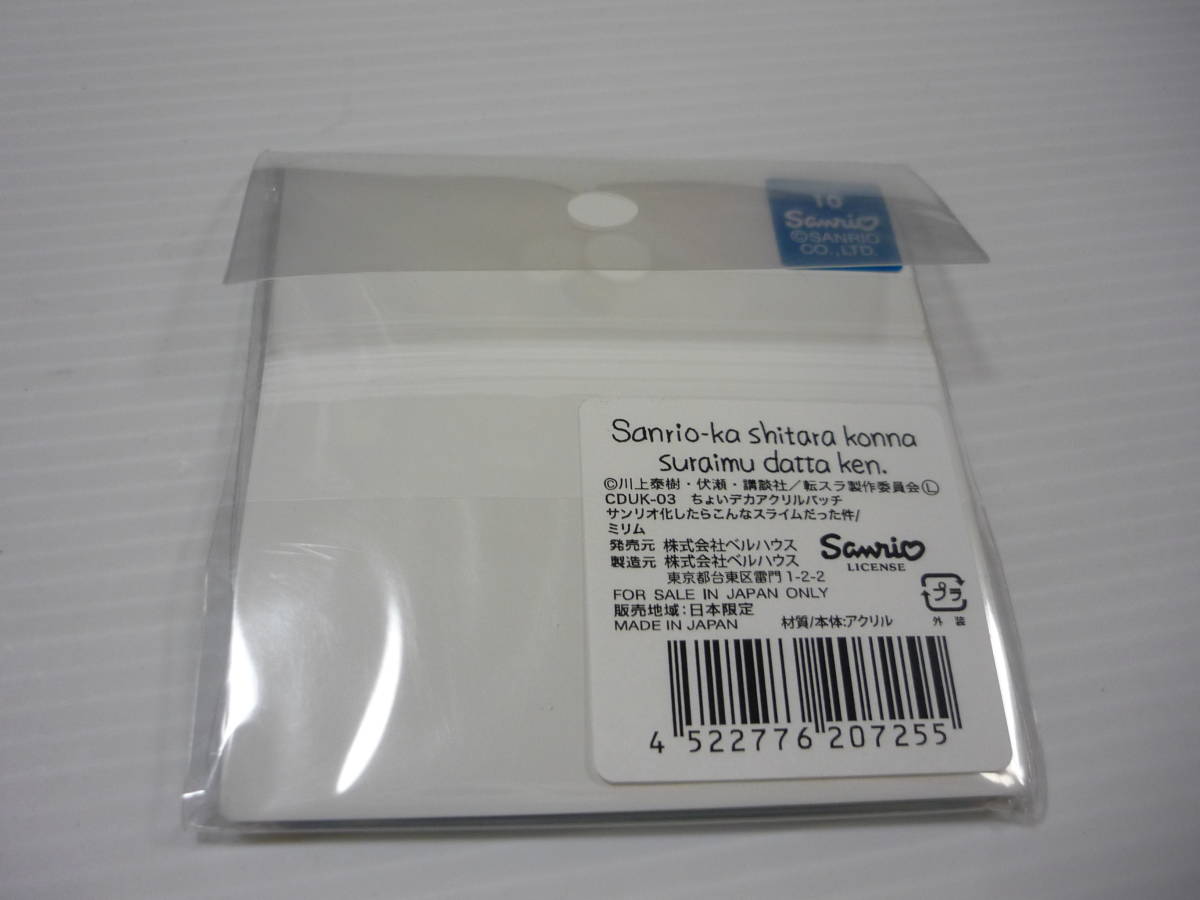 10
Sanrio
©SANRIO
CO.,LTD.
Sanrio-ka shitara konna
suraimu datta ken.
©川上泰樹・伏瀬・講談社／転スラ製作委員会Ⓛ
CDUK-03 ちょいデカアクリルバッチ
サンリオ化したらこんなスライムだった件/
ミリム
発売元 株式会社ベルハウス
製造元 株式会社ベルハウス
東京都台東区雷門1-2-2
Sanrio
LICENSE
FOR SALE IN JAPAN ONLY
販売地域：日本限定
MADE IN JAPAN 材質/本体:アクリル
プラ
外装
4 522776 207255